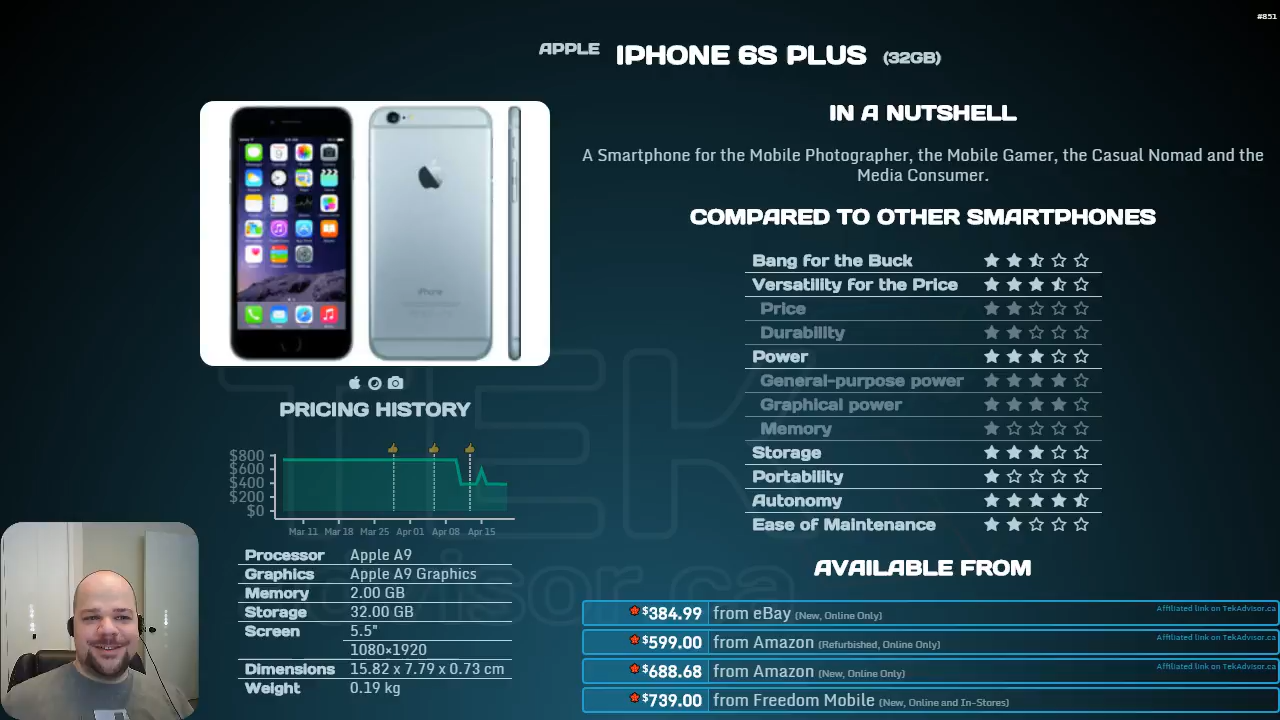 #851
APPLE IPHONE 6S PLUS (32GB)
IN A NUTSHELL
A Smartphone for the Mobile Photographer, the Mobile Gamer, the Casual Nomad and the
Media Consumer.
COMPARED TO OTHER SMARTPHONES
Bang for the Buck
Versatility for the Price
Price
Durability
Power
General-purpose power
Graphical power
Memory
Storage
Portability
Autonomy
Ease of Maintenance
iPhone
PRICING HISTORY
$800
$600
$400
$200
$0
Mar 11 Mar 18 Mar 25 Apr 01 Apr 08 Apr 15
Processor Apple A9
Graphics Apple A9 Graphics
Memory 2.00 GB
Storage 32.00 GB
Screen 5.5"
1080×1920
Dimensions 15.82 x 7.79 x 0.73 cm
Weight 0.19 kg
AVAILABLE FROM
$384.99 from eBay (New, Online Only) Affiliated link on TekAdvisor.ca
$599.00 from Amazon (Refurbished, Online Only) Affiliated link on TekAdvisor.ca
$688.68 from Amazon (New, Online Only) Affiliated link on TekAdvisor.ca
$739.00 from Freedom Mobile (New, Online and In-Stores)
TEK
advisor.ca